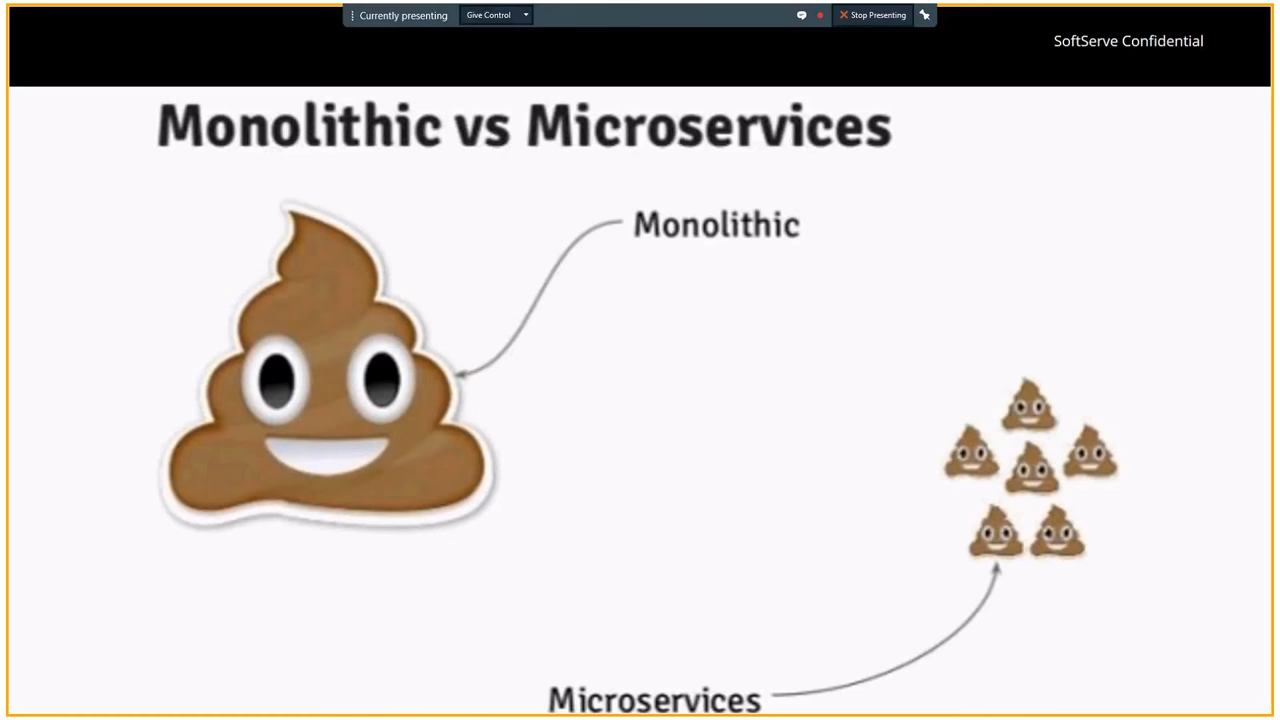 Currently presenting
Give Control
Stop Presenting
SoftServe Confidential
Monolithic vs Microservices
Monolithic
Microservices